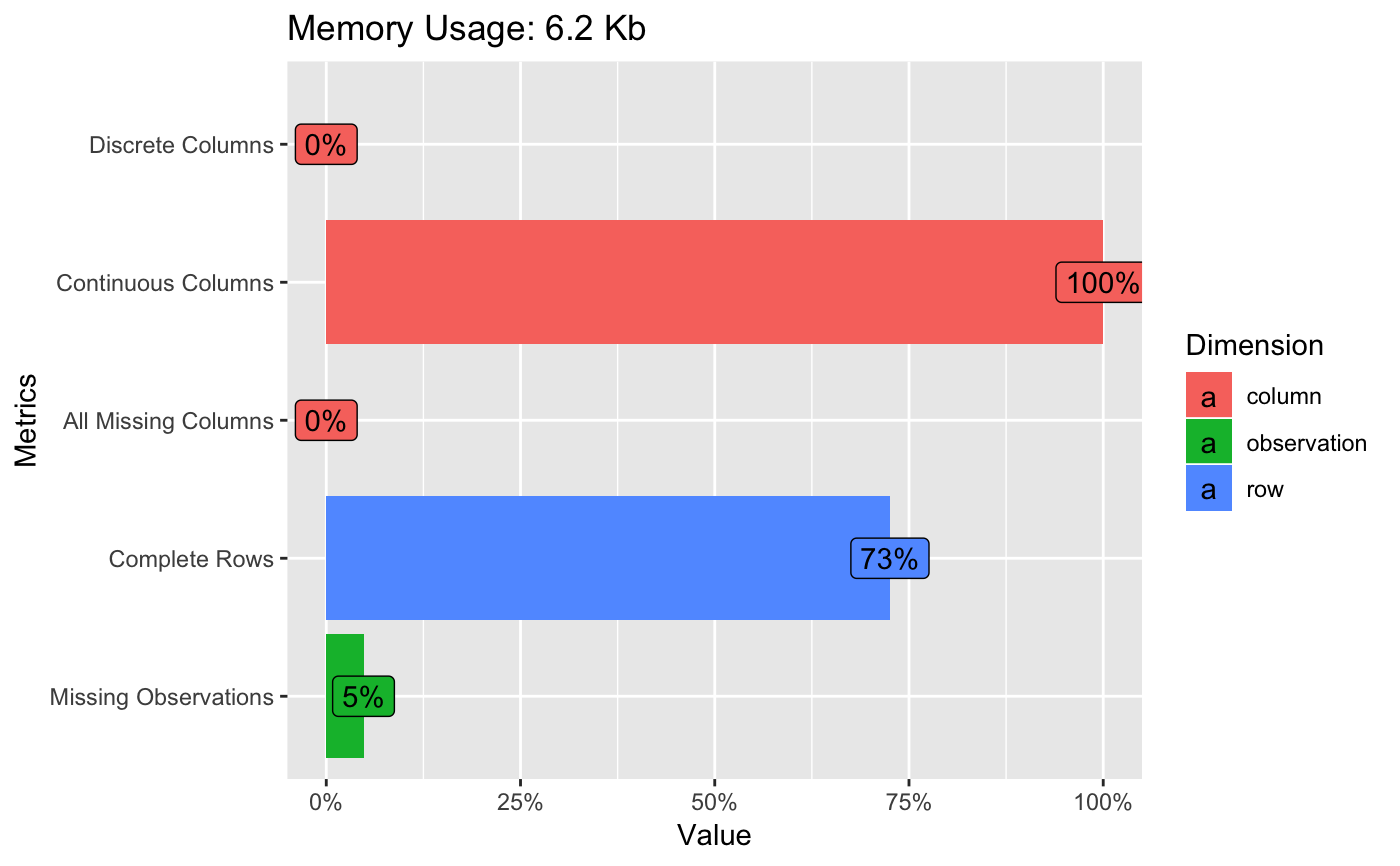 Memory Usage: 6.2 Kb
Discrete Columns
0%
Continuous Columns
100%
All Missing Columns
0%
Complete Rows
73%
Missing Observations
5%
Metrics
0% 25% 50% 75% 100%
Value
Dimension
a column
a observation
a row